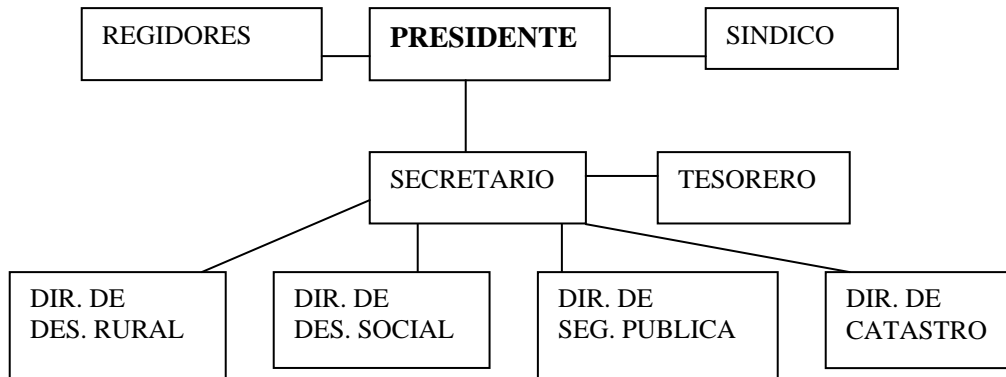 REGIDORES
PRESIDENTE
SINDICO
SECRETARIO
TESORERO
DIR. DE
DES. RURAL
DIR. DE
DES. SOCIAL
DIR. DE
SEG. PUBLICA
DIR. DE
CATASTRO